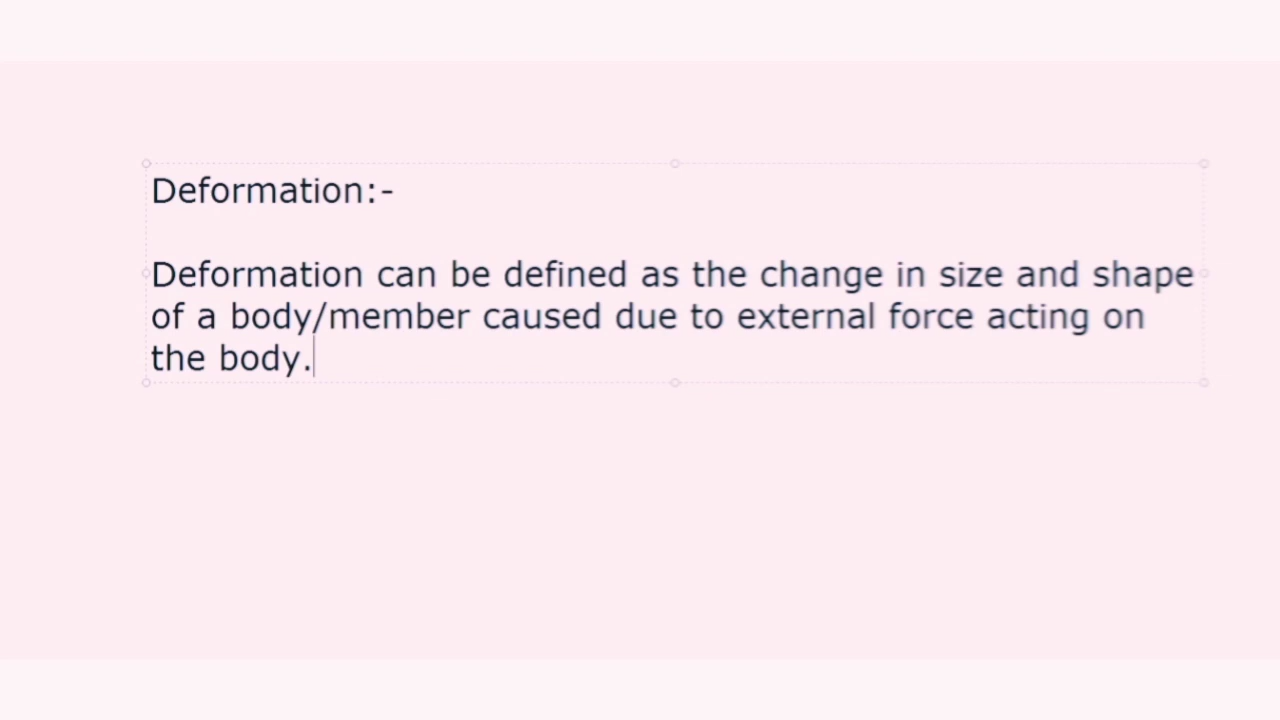 Deformation:-
Deformation can be defined as the change in size and shape
of a body/member caused due to external force acting on
the body.